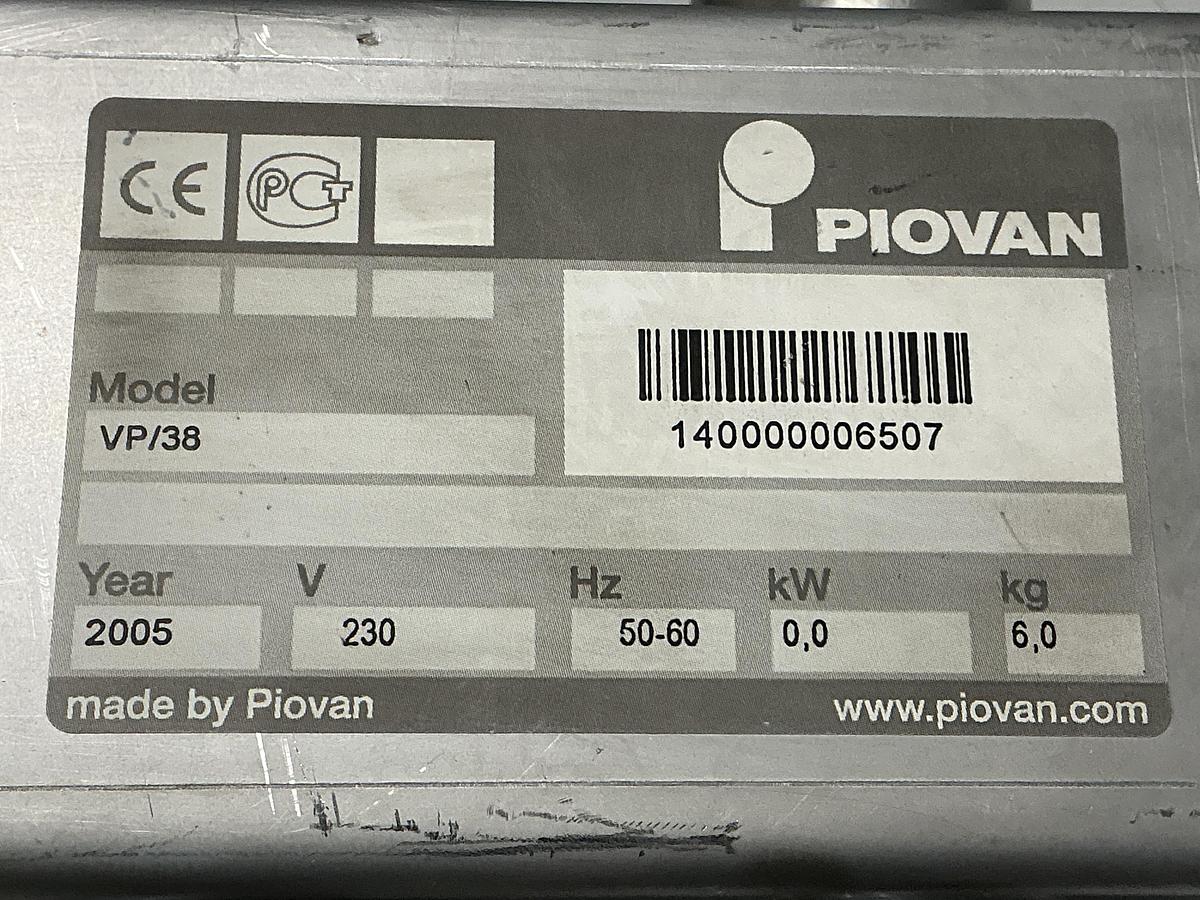 CE PCT
PIOVAN
140000006507
Model
VP/38
Year V Hz kW kg
2005 230 50-60 0,0 6,0
made by Piovan www.piovan.com